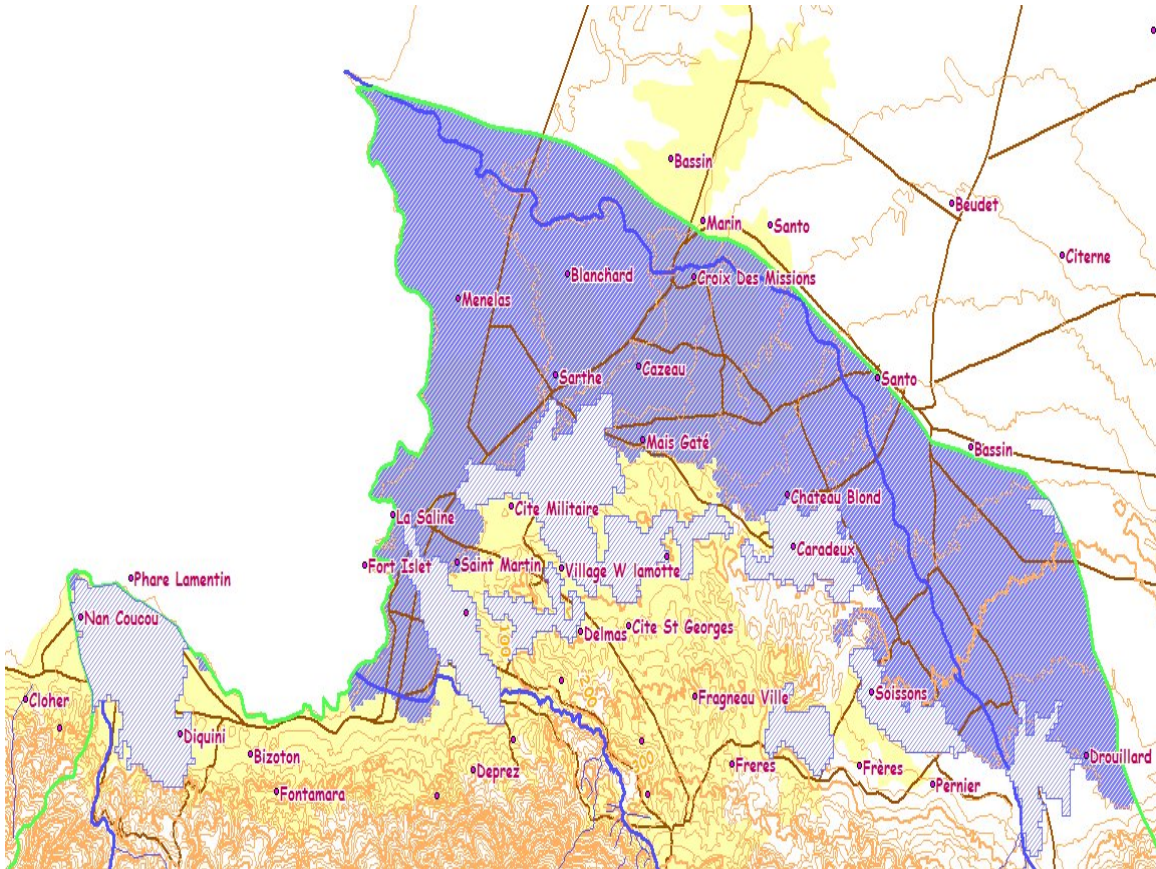 Bassin
Beudet
Marin
Santo
Citerne
Blanchard
Croix Des Missions
Menelas
Sarthe
Cazeau
Santo
Mais Gaté
Bassin
Chateau Blond
Cite Militaire
La Saline
Caradeux
Fort Islet
Saint Martin
Village W lamotte
Phare Lamentin
Nan Coucou
Delmas
Cite St Georges
Cloher
Fragneau Ville
Soissons
Diquini
Bizoton
Deprez
Freres
Frères
Drouillard
Fontamara
Pernier